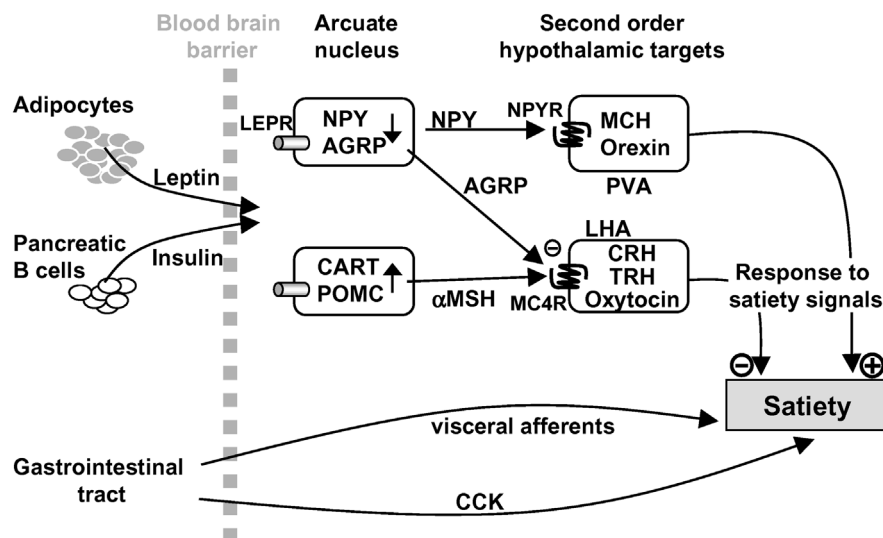 Blood brain
barrier
Arcuate
nucleus
Second order
hypothalamic targets
Adipocytes
Leptin
Pancreatic
B cells
Insulin
LEPR
NPY
AGRP
NPY
NPYR
MCH
Orexin
PVA
AGRP
LHA
CART
POMC
αMSH
MC4R
CRH
TRH
Oxytocin
Response to
satiety signals
Satiety
visceral afferents
Gastrointestinal
tract
CCK